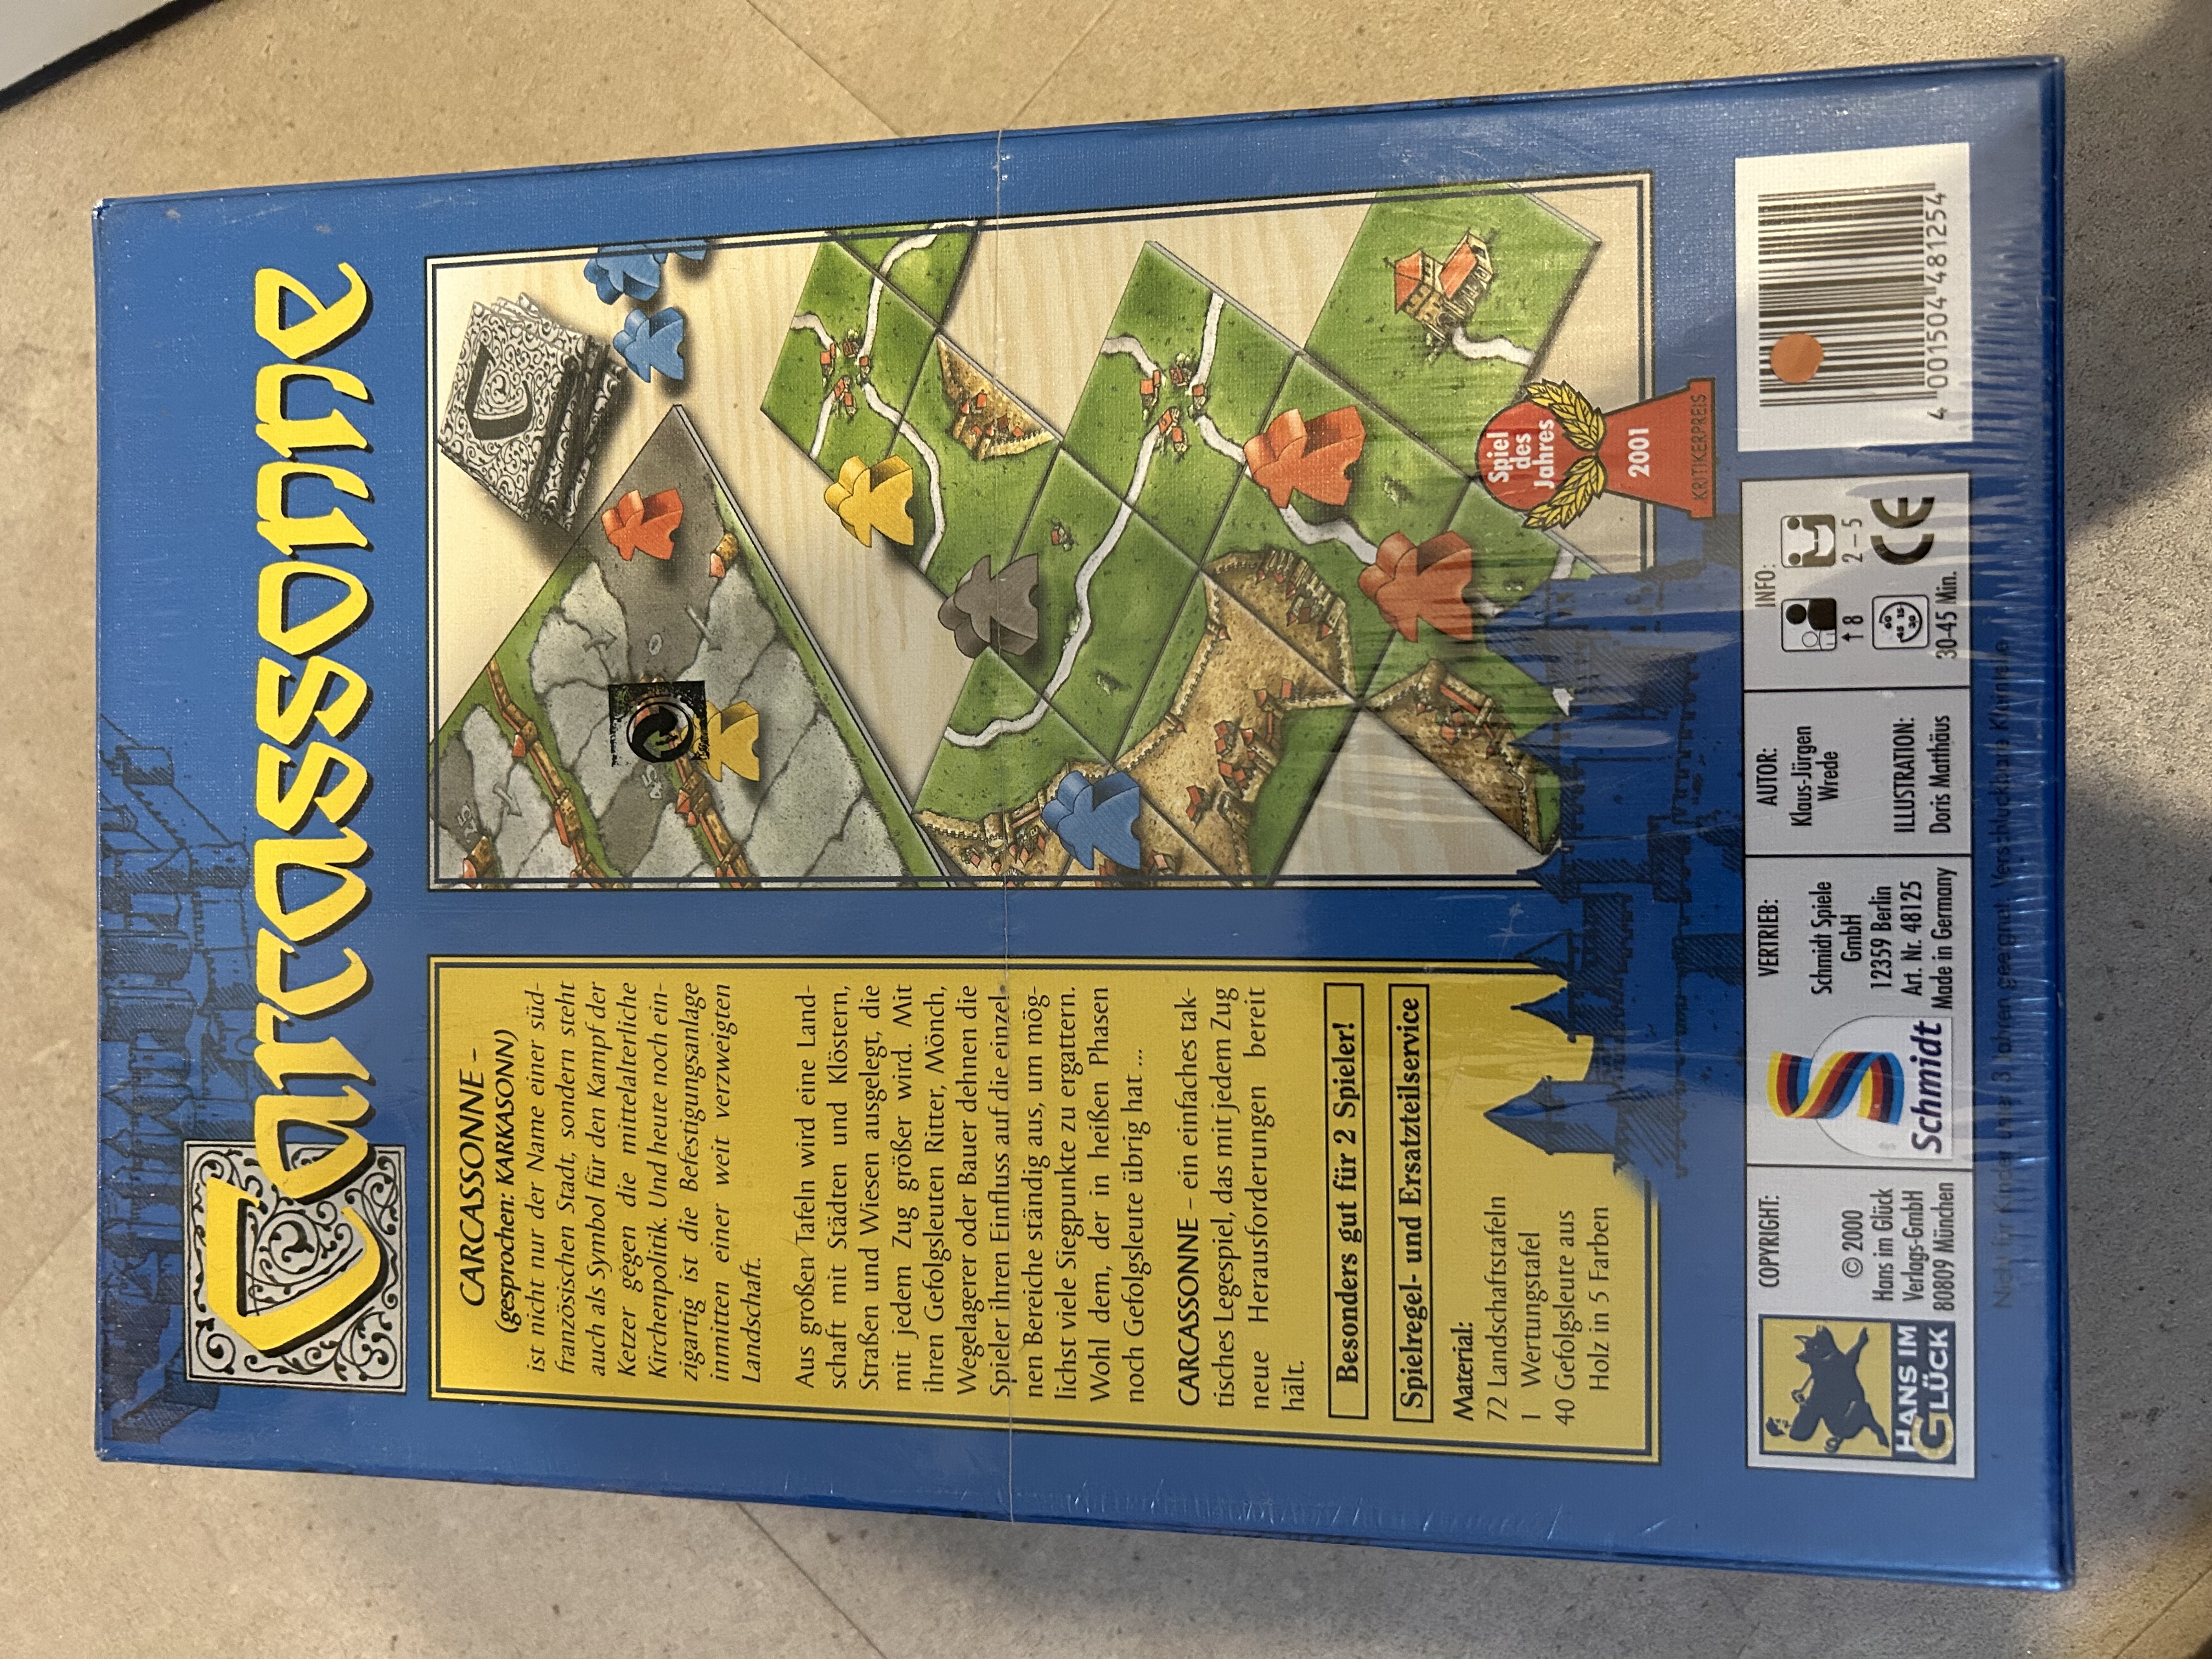 Carcassonne
CARCASSONNE –
(gesprochen: KARKASONN)
ist nicht nur der Name einer süd-
französischen Stadt, sondern steht
auch als Symbol für den Kampf der
Ketzer gegen die mittelalterliche
Kirchenpolitik. Und heute noch ein-
zigartig ist die Befestigungsanlage
inmitten einer weit verzweigten
Landschaft.
Aus großen Tafeln wird eine Land-
schaft mit Städten und Klöstern,
Straßen und Wiesen ausgelegt, die
mit jedem Zug größer wird. Mit
ihren Gefolgsleuten Ritter, Mönch,
Wegelagerer oder Bauer dehnen die
Spieler ihren Einfluss auf die einzel-
nen Bereiche ständig aus, um mög-
lichst viele Siegpunkte zu ergattern.
Wohl dem, der in heißen Phasen
noch Gefolgsleute übrig hat ...
CARCASSONNE – ein einfaches tak-
tisches Legespiel, das mit jedem Zug
neue Herausforderungen bereit
hält.
Besonders gut für 2 Spieler!
Spielregel- und Ersatzteilservice
Material:
72 Landschaftstafeln
1 Wertungstafel
40 Gefolgsleute aus
Holz in 5 Farben
C
Spiel
des
Jahres
2001
KRITIKERPREIS
HANS IM
GLÜCK
COPYRIGHT:
© 2000
Hans im Glück
Verlags-GmbH
80809 München
Schmidt
VERTRIEB:
Schmidt Spiele
GmbH
12359 Berlin
Art. Nr. 48125
Made in Germany
AUTOR:
Klaus-Jürgen
Wrede
ILLUSTRATION:
Doris Matthäus
INFO:
↑ 8
2–5
30-45 Min.
CE
4 001504 481254
Nicht für Kinder unter 3 Jahren geeignet. Verschluckbare Kleinteile